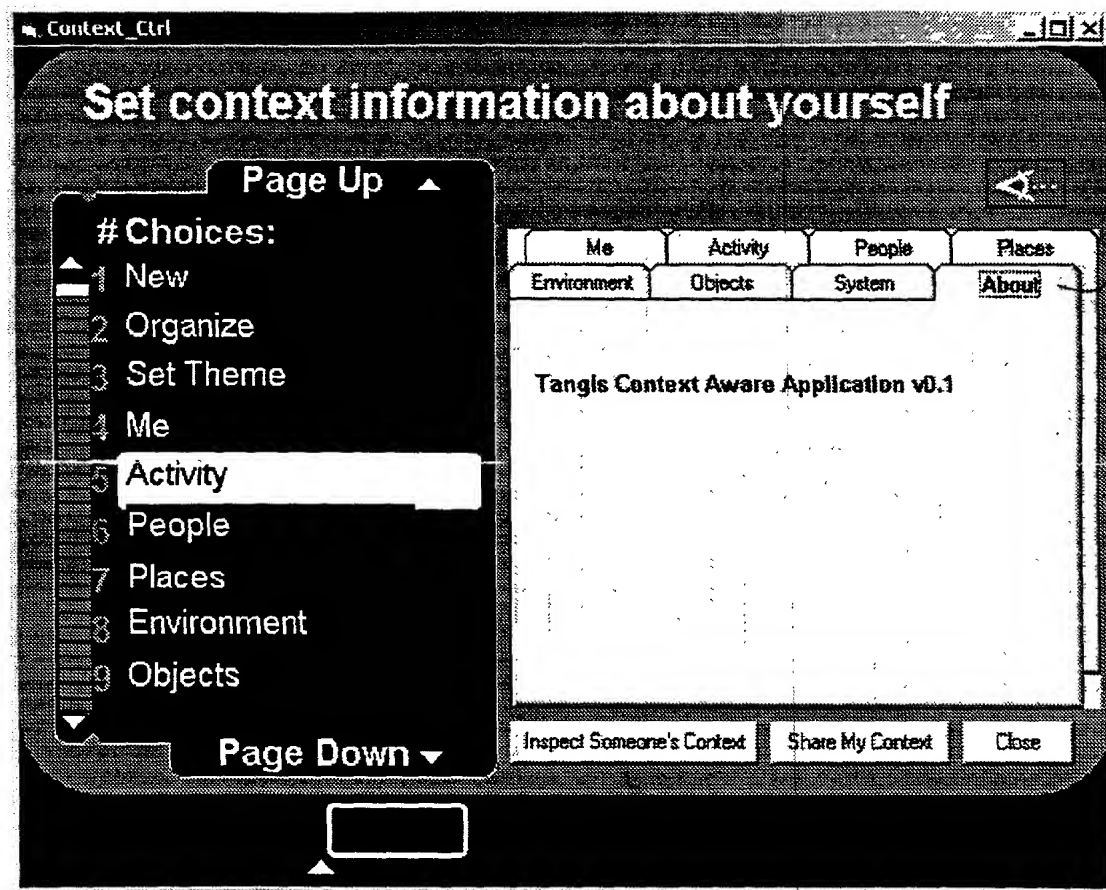 Context_Ctrl
Set context information about yourself
Page Up
# Choices:
1 New
2 Organize
3 Set Theme
4 Me
5 Activity
6 People
7 Places
8 Environment
9 Objects
Page Down
Me Activity People Places
Environment Objects System About
Tangis Context Aware Application v0.1
Inspect Someone's Context Share My Context Close